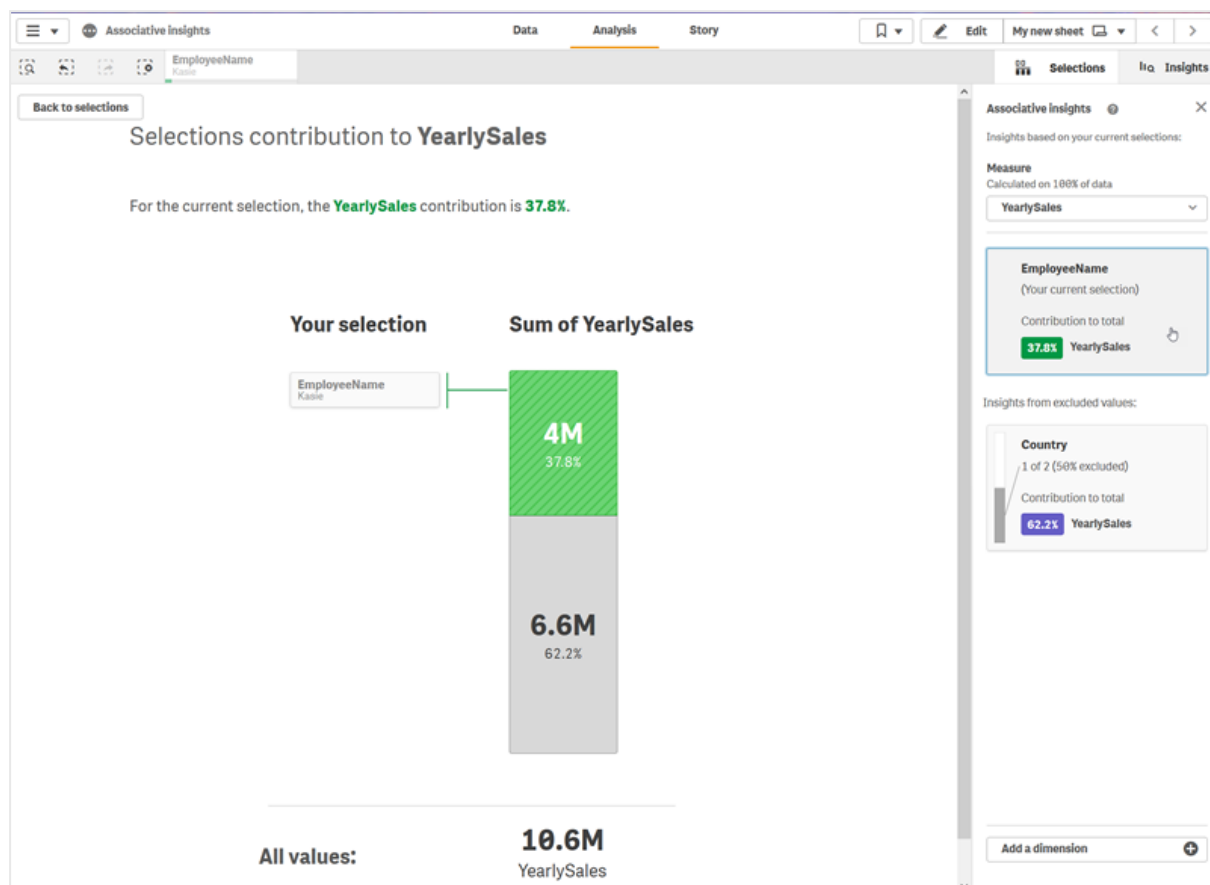 Associative insights
Data
Analysis
Story
Edit
My new sheet
EmployeeName
Kasie
Selections
Insights
Back to selections
Selections contribution to YearlySales
For the current selection, the YearlySales contribution is 37.8%.
Your selection
Sum of YearlySales
EmployeeName
Kasie
4M
37.8%
6.6M
62.2%
All values:
10.6M
YearlySales
Associative insights
Insights based on your current selections:
Measure
Calculated on 100% of data
YearlySales
EmployeeName
(Your current selection)
Contribution to total
37.8% YearlySales
Insights from excluded values:
Country
1 of 2 (50% excluded)
Contribution to total
62.2% YearlySales
Add a dimension